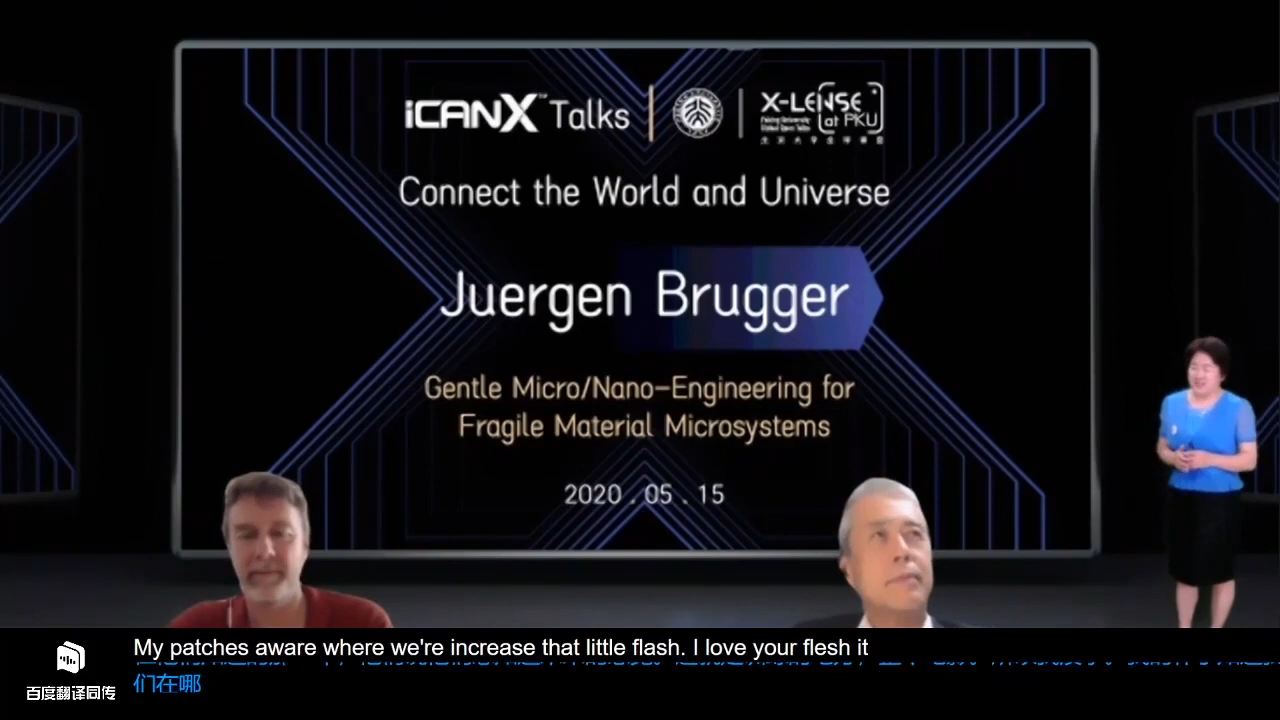 iCANX™ Talks
X-LENSE
at PKU
Connect the World and Universe
Juergen Brugger
Gentle Micro/Nano-Engineering for
Fragile Material Microsystems
2020 . 05 . 15
My patches aware where we're increase that little flash. I love your flesh it
们在哪
百度翻译同传